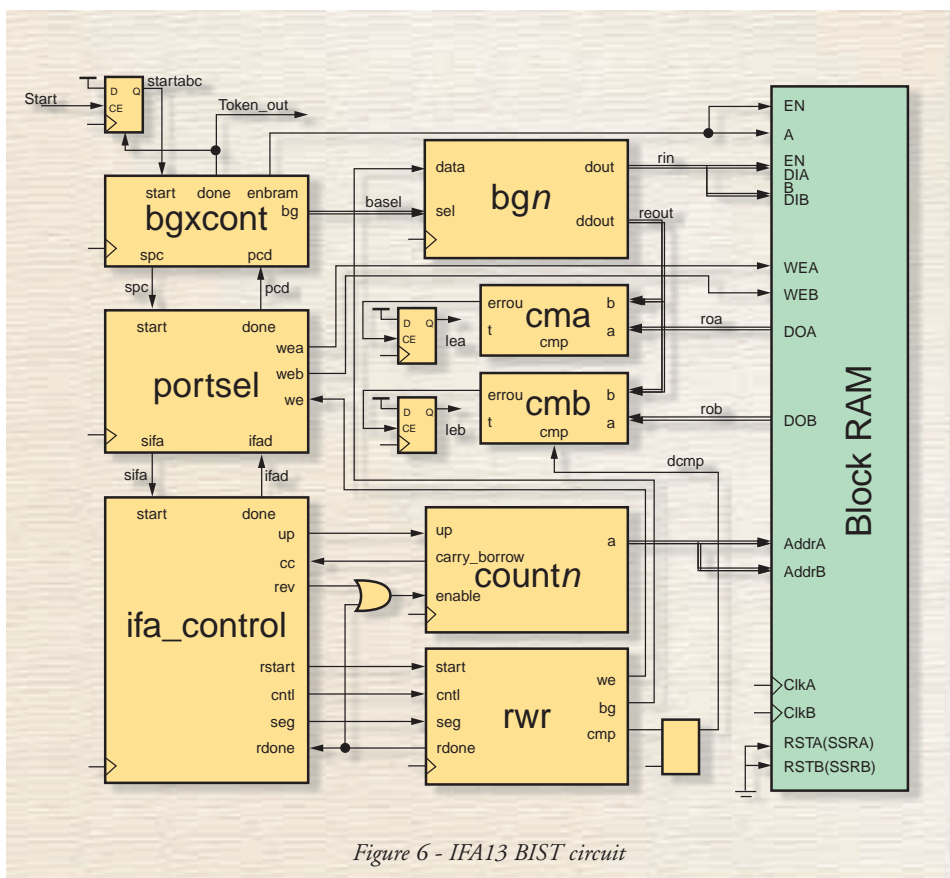 Start
D Q
CE
startabc
Token_out
start done enbram
bg
bgxcont
spc pcd
basel
spc
pcd
start done
wea
web
we
portsel
sifa ifad
sifa
ifad
start done
up
cc
rev
ifa_control
rstart
cntl
seg
rdone
data dout
sel
bgn
ddout
rin
reout
errou b
t a
cma
cmp
D Q
CE
lea
roa
errou b
t a
cmb
cmp
D Q
CE
leb
rob
dcmp
up a
carry_borrow
countn
enable
start
we
cntl
bg
rwr
seg
cmp
rdone
EN
A
EN
DIA
B
DIB
WEA
WEB
DOA
DOB
Block RAM
AddrA
AddrB
ClkA
ClkB
RSTA(SSRA)
RSTB(SSRB)
Figure 6 - IFA13 BIST circuit